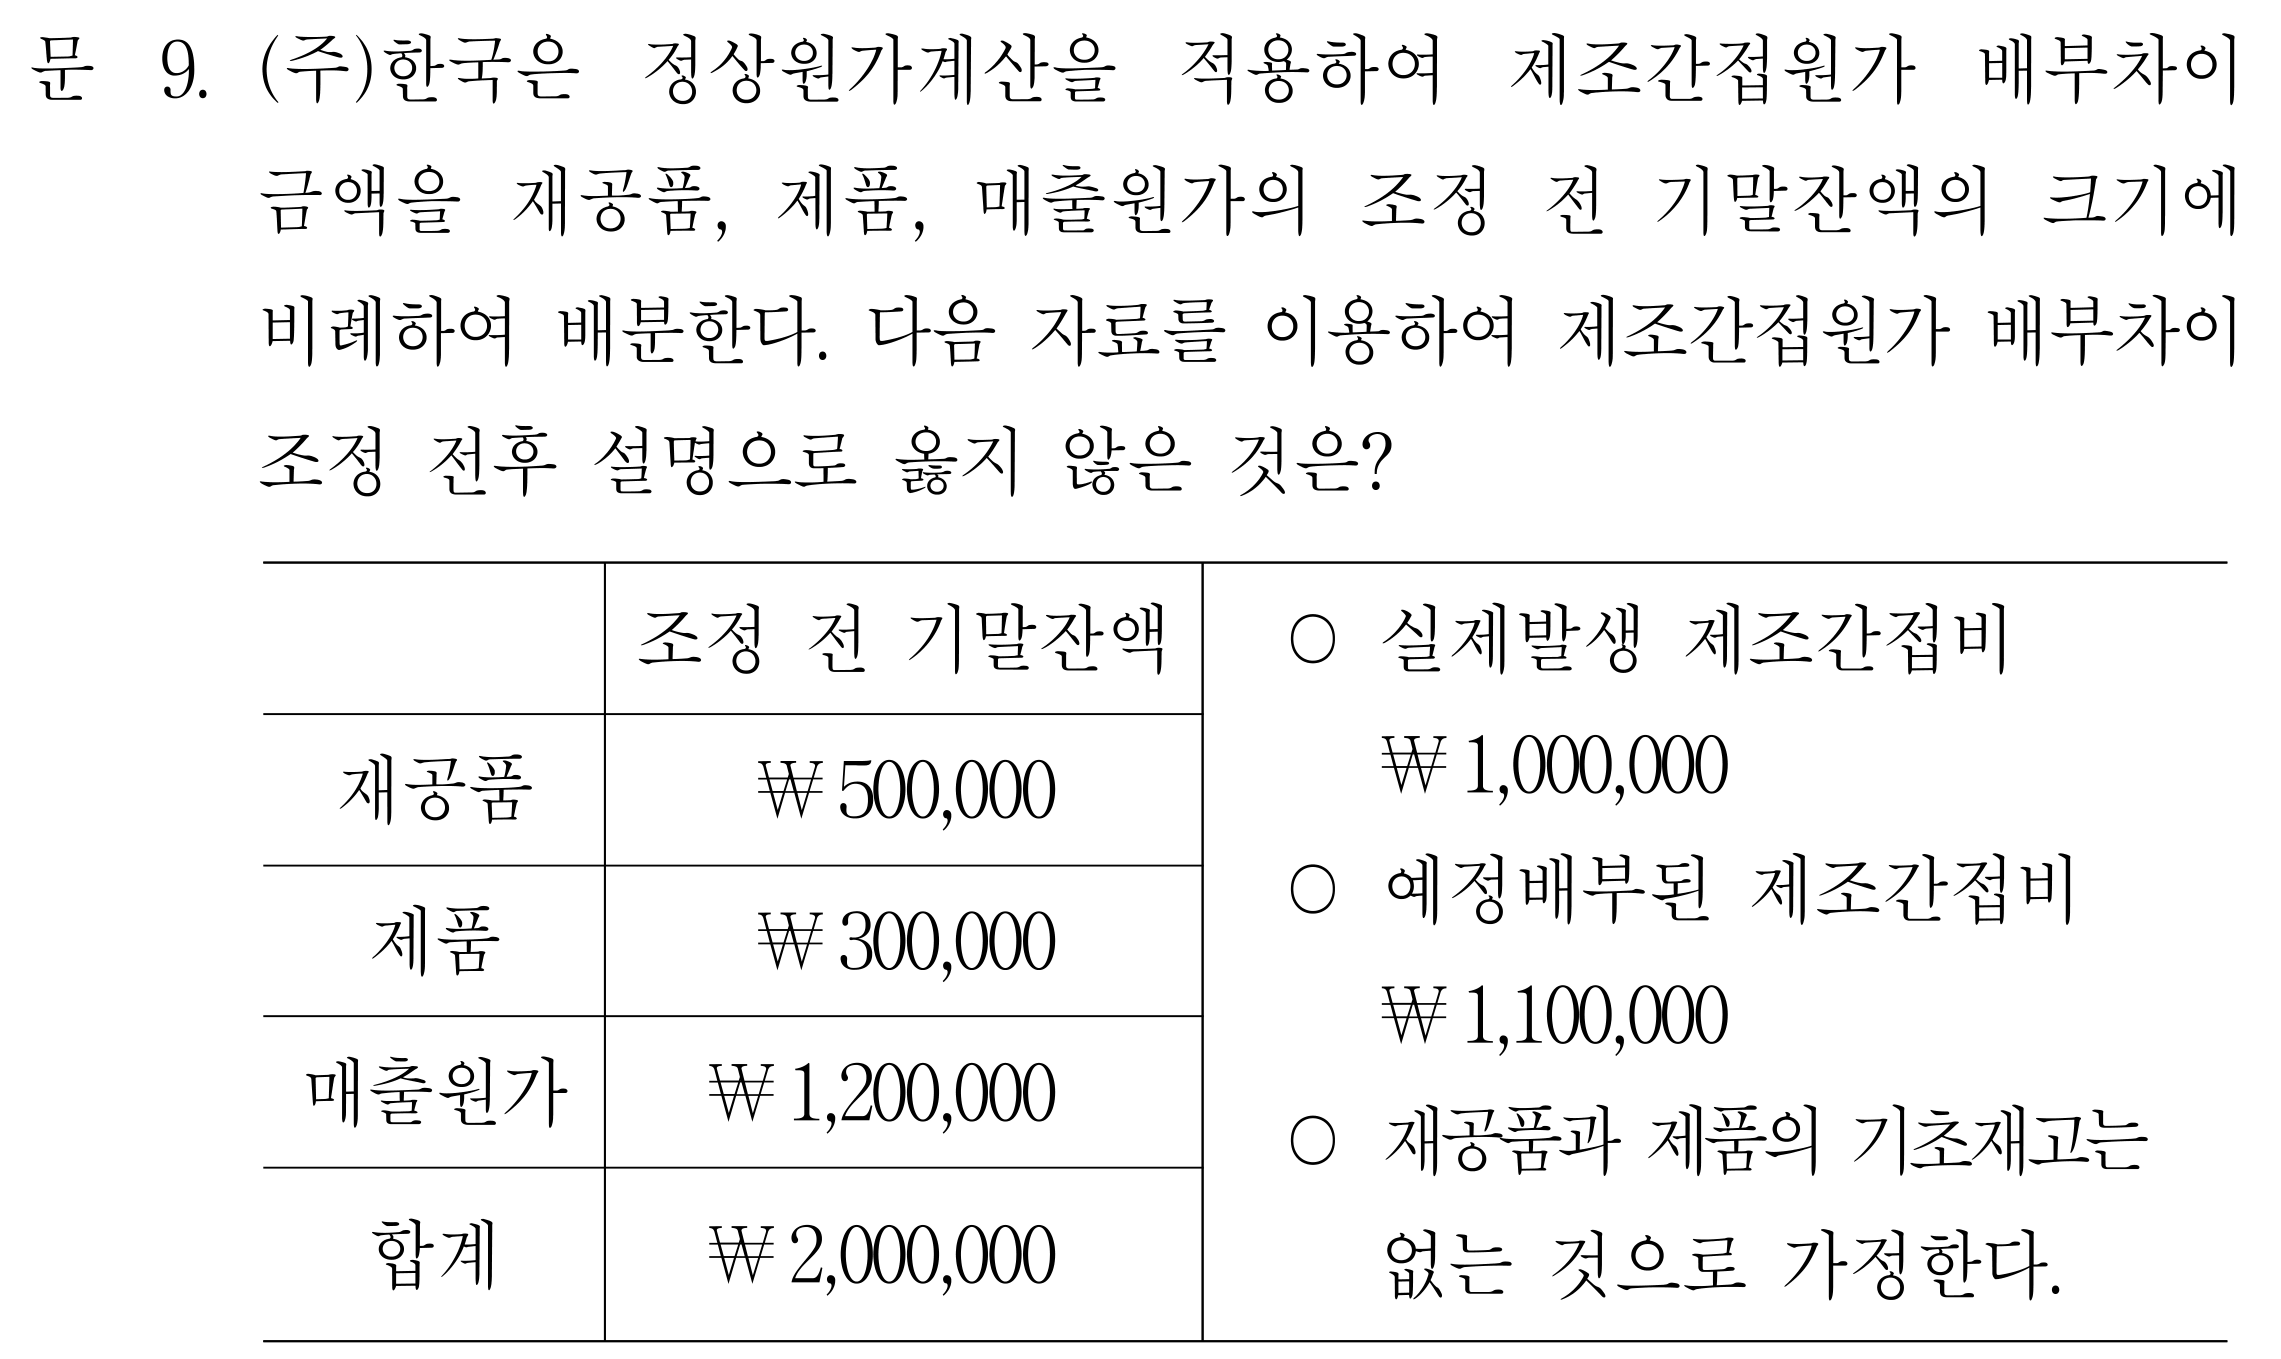 문 9. (주)한국은 정상원가계산을 적용하여 제조간접원가 배부차이
금액을 재공품, 제품, 매출원가의 조정 전 기말잔액의 크기에
비례하여 배분한다. 다음 자료를 이용하여 제조간접원가 배부차이
조정 전후 설명으로 옳지 않은 것은?
조정 전 기말잔액
재공품 ₩500,000
제품 ₩300,000
매출원가 ₩1,200,000
합계 ₩2,000,000
○ 실제발생 제조간접비
₩1,000,000
○ 예정배부된 제조간접비
₩1,100,000
○ 재공품과 제품의 기초재고는
없는 것으로 가정한다.